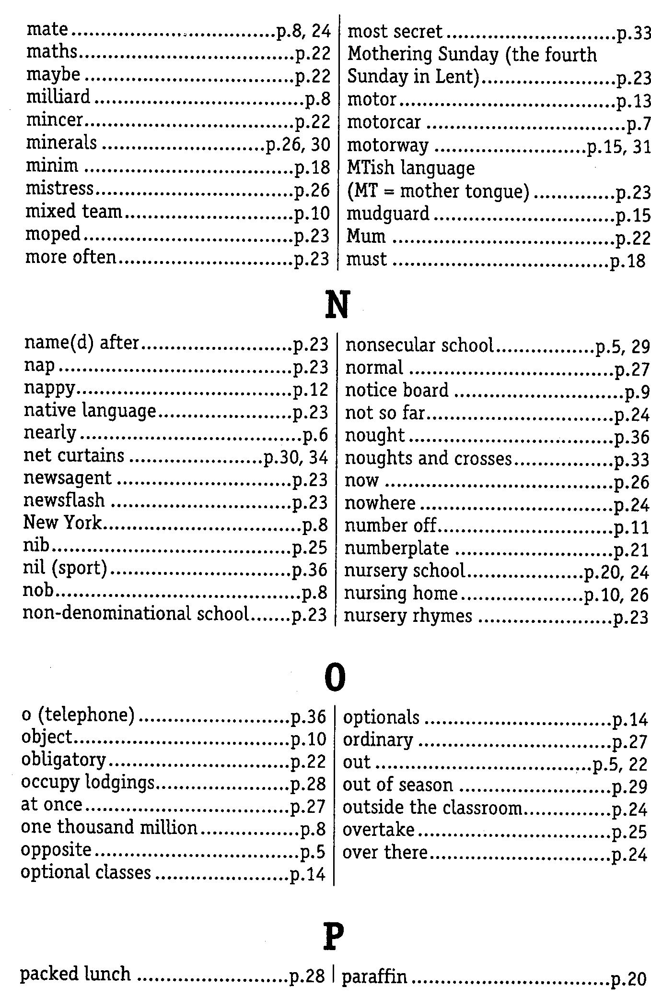 mate...................................p.8, 24
maths.....................................p.22
maybe ....................................p.22
milliard ....................................p.8
mincer....................................p.22
minerals ............................p.26, 30
minim ....................................p.18
mistress..................................p.26
mixed team.............................p.10
moped....................................p.23
more often..............................p.23
most secret.............................p.33
Mothering Sunday (the fourth
Sunday in Lent).......................p.23
motor.....................................p.13
motorcar ..................................p.7
motorway ..........................p.15, 31
MTish language
(MT = mother tongue) ..............p.23
mudguard ...............................p.15
Mum ......................................p.22
must .....................................p.18
N
name(d) after..........................p.23
nap ........................................p.23
nappy.....................................p.12
native language.......................p.23
nearly ......................................p.6
net curtains .......................p.30, 34
newsagent ..............................p.23
newsflash ...............................p.23
New York..................................p.8
nib.........................................p.25
nil (sport)...............................p.36
nob..........................................p.8
non-denominational school.......p.23
nonsecular school.................p.5, 29
normal ...................................p.27
notice board .............................p.9
not so far................................p.24
nought ...................................p.36
noughts and crosses.................p.33
now .......................................p.26
nowhere .................................p.24
number off..............................p.11
numberplate ...........................p.21
nursery school....................p.20, 24
nursing home.....................p.10, 26
nursery rhymes .......................p.23
O
o (telephone) ..........................p.36
object.....................................p.10
obligatory...............................p.22
occupy lodgings.......................p.28
at once...................................p.27
one thousand million.................p.8
opposite...................................p.5
optional classes .......................p.14
optionals ................................p.14
ordinary .................................p.27
out .....................................p.5, 22
out of season ..........................p.29
outside the classroom...............p.24
overtake.................................p.25
over there...............................p.24
P
packed lunch ..........................p.28
paraffin ..................................p.20